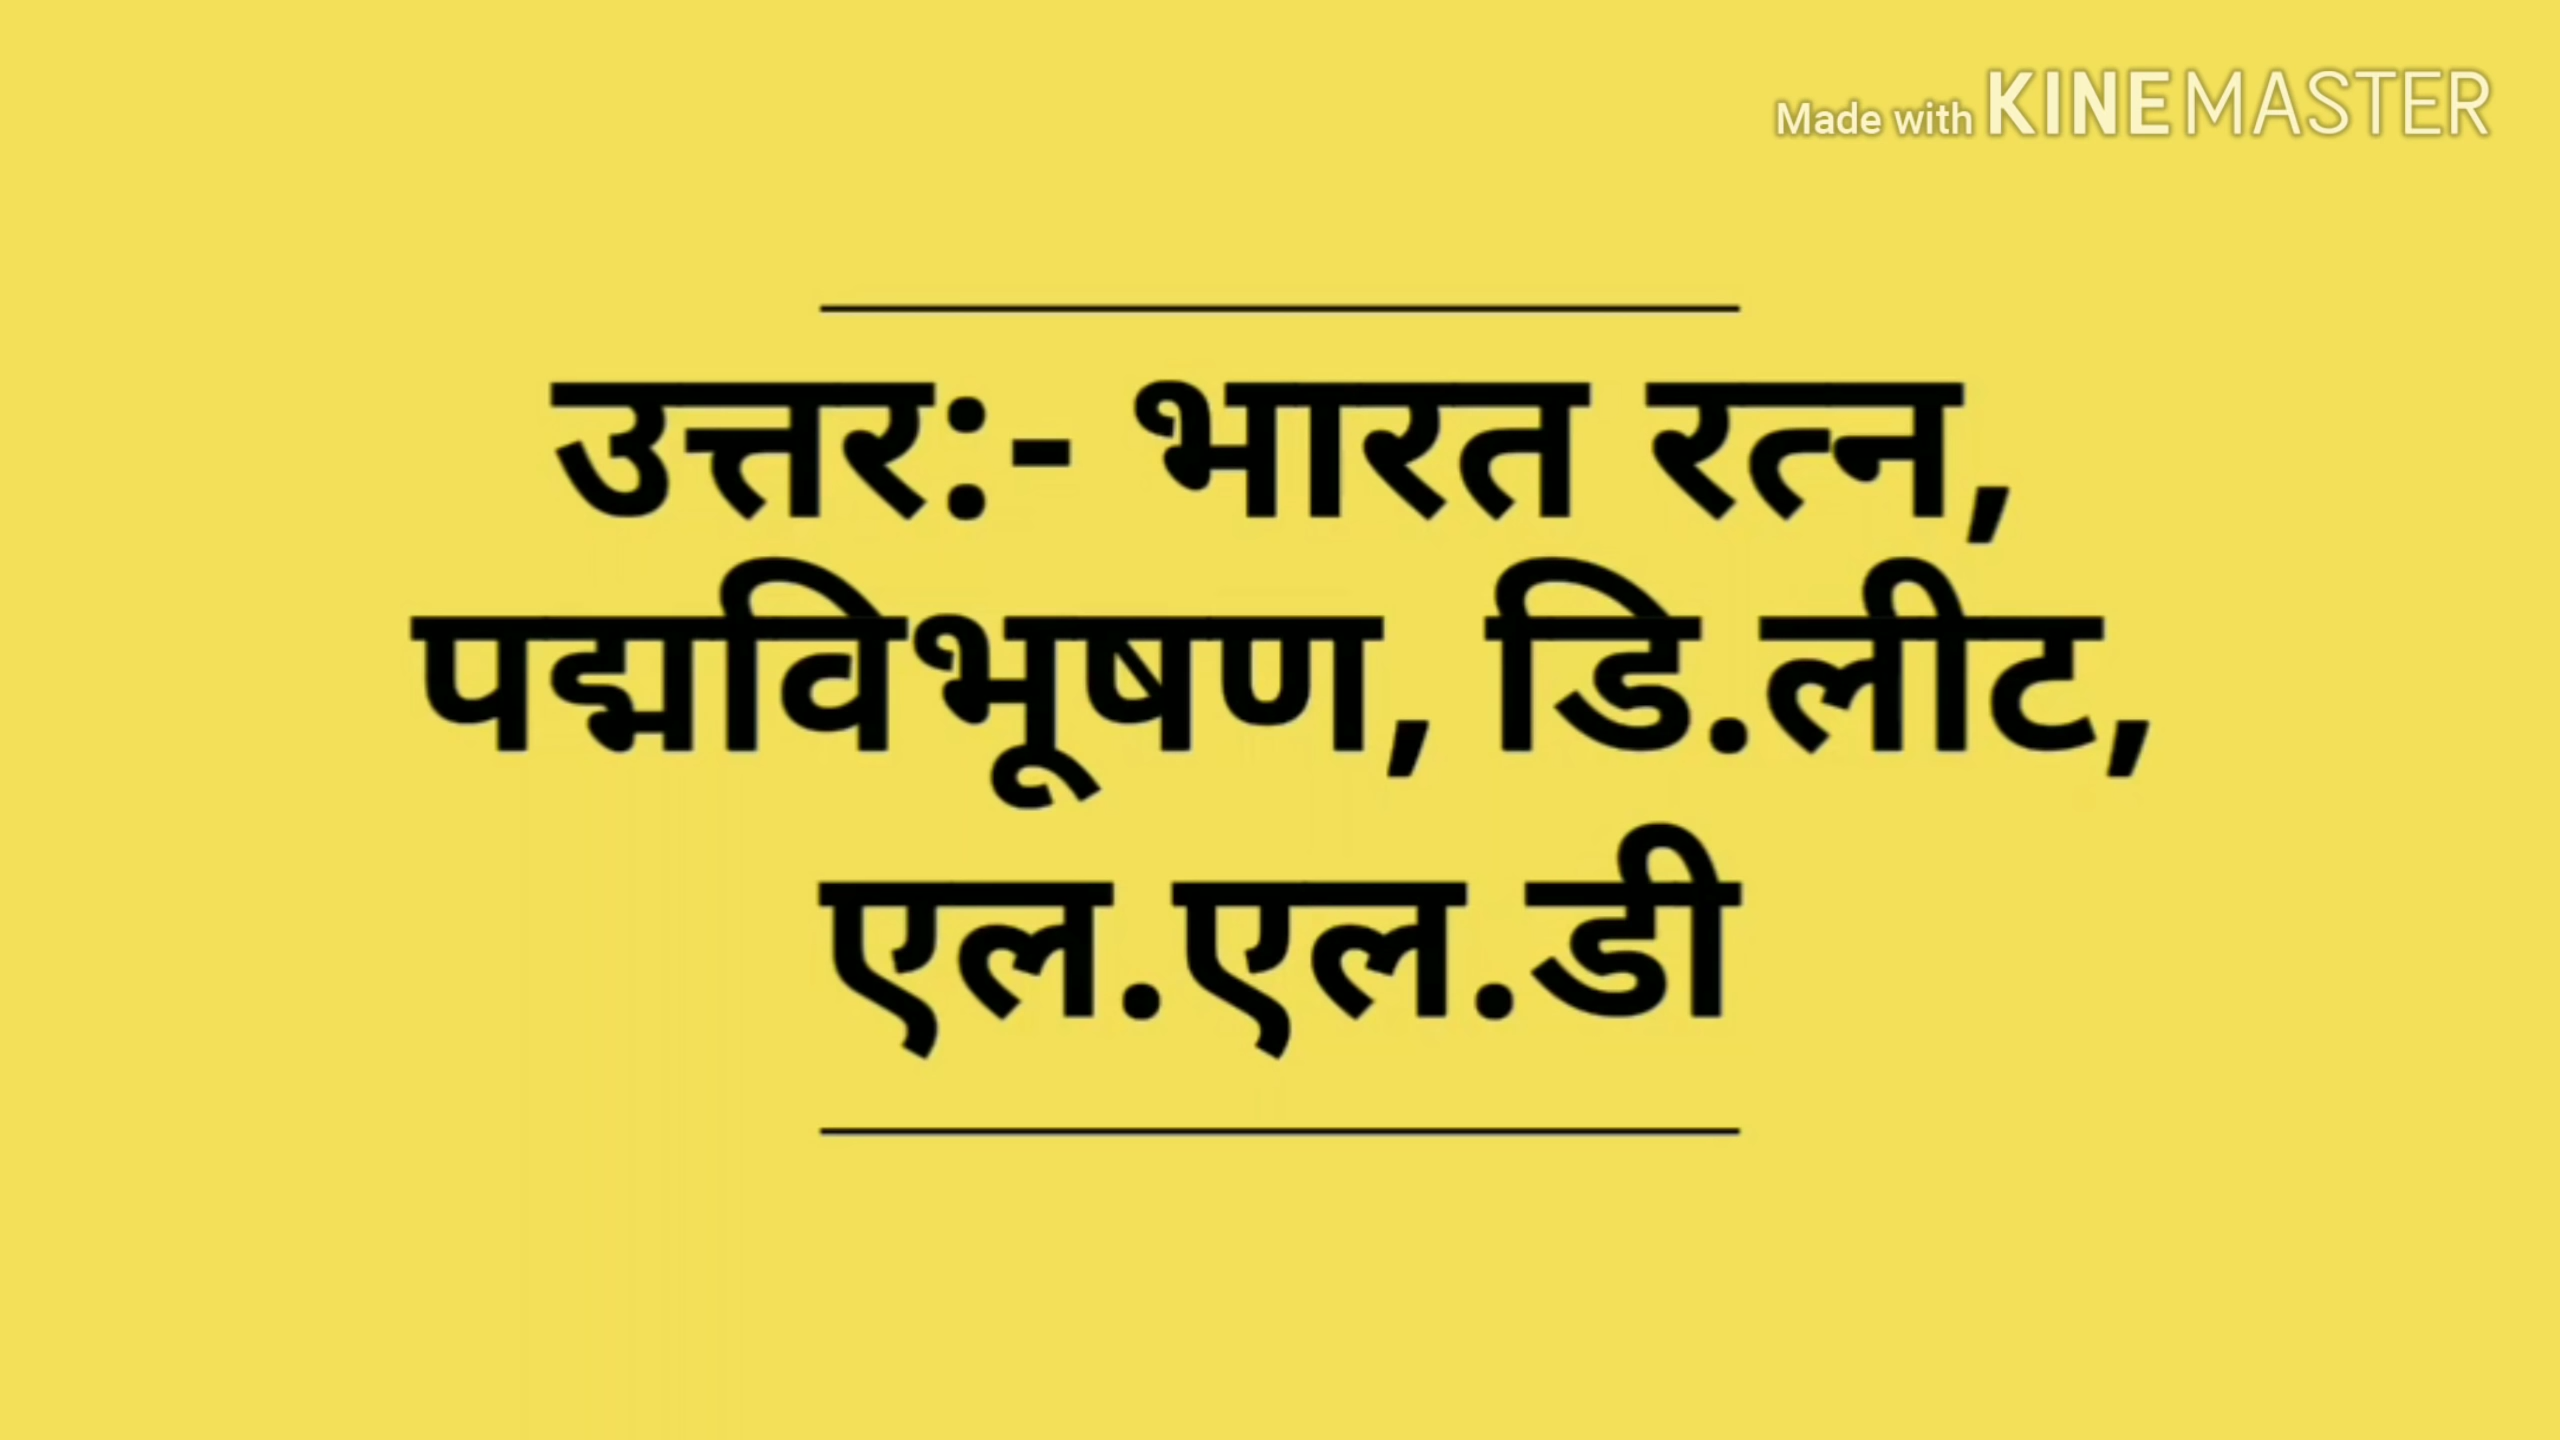 Made with KINEMASTER
उत्तर:- भारत रत्न,
पद्मविभूषण, डि.लीट,
एल.एल.डी